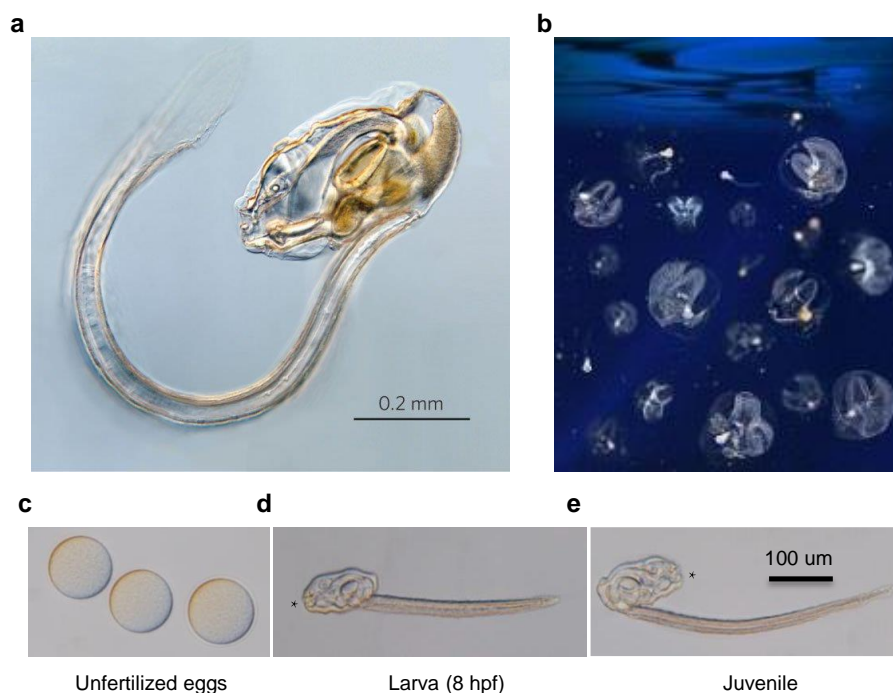 a
b
0.2 mm
c
d
e
*
*
100 um
Unfertilized eggs
Larva (8 hpf)
Juvenile